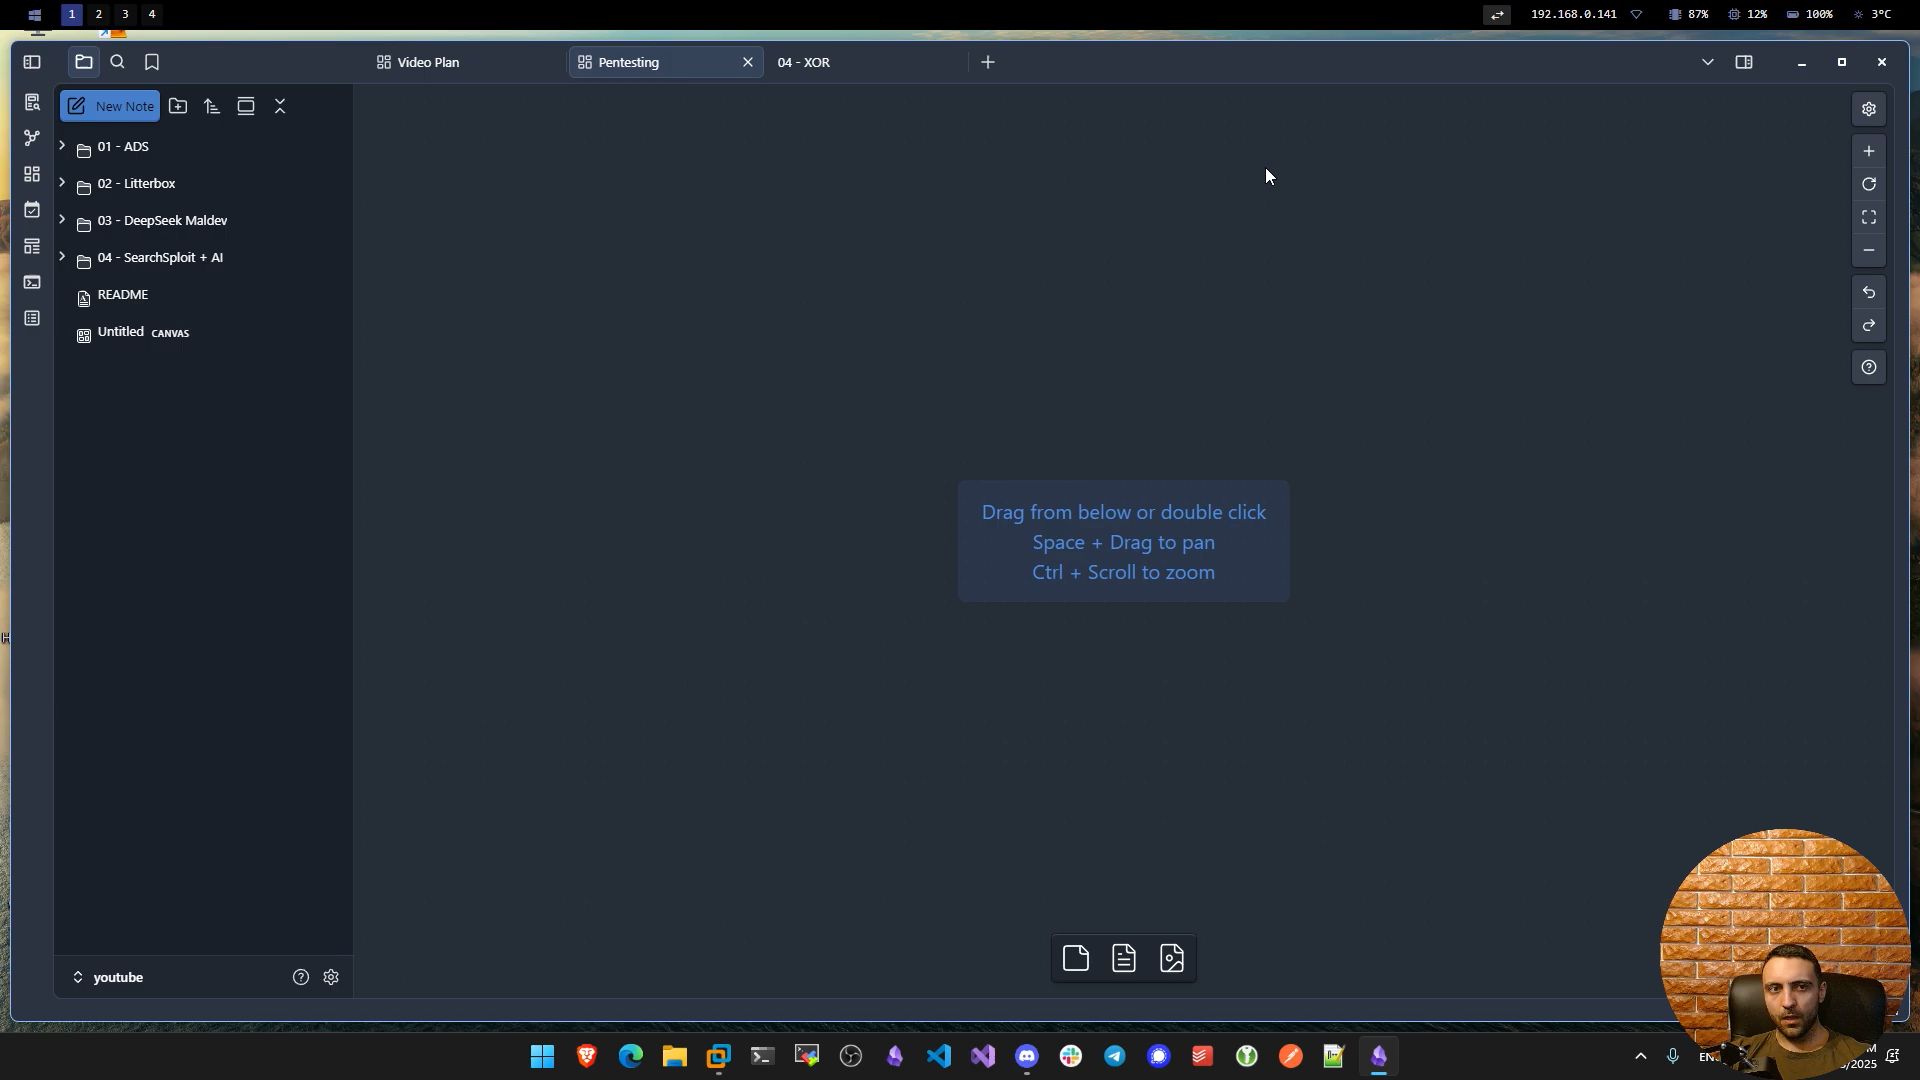 1 2 3 4
192.168.0.141 87% 12% 100% 3°C
Video Plan
Pentesting
04 - XOR
New Note
01 - ADS
02 - Litterbox
03 - DeepSeek Maldev
04 - SearchSploit + AI
README
Untitled CANVAS
Drag from below or double click
Space + Drag to pan
Ctrl + Scroll to zoom
youtube
/2025